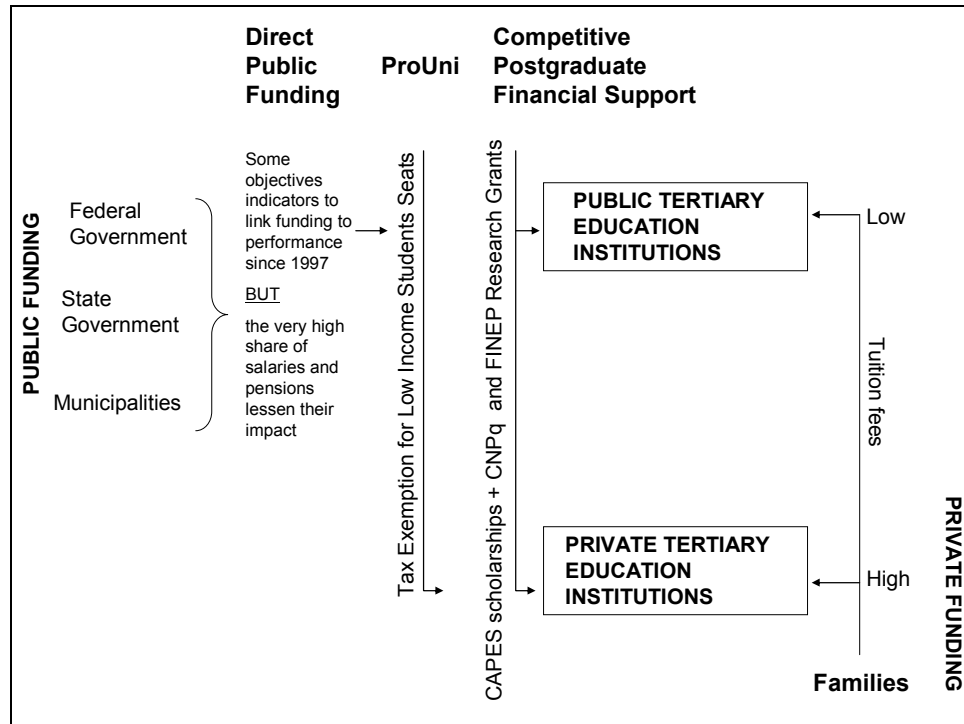 Direct
Public
Funding
ProUni
Competitive
Postgraduate
Financial Support
PUBLIC FUNDING
Federal
Government
State
Government
Municipalities
Some
objectives
indicators to
link funding to
performance
since 1997
BUT
the very high
share of
salaries and
pensions
lessen their
impact
Tax Exemption for Low Income Students Seats
CAPES scholarships + CNPq and FINEP Research Grants
PUBLIC TERTIARY
EDUCATION
INSTITUTIONS
PRIVATE TERTIARY
EDUCATION
INSTITUTIONS
Low
Tuition fees
High
Families
PRIVATE FUNDING